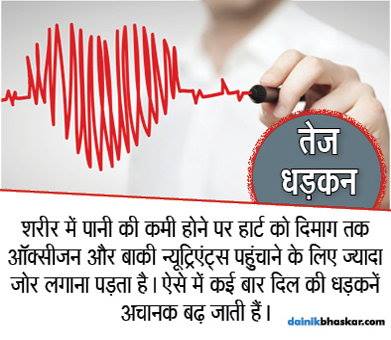 तेज
धड़कन
शरीर में पानी की कमी होने पर हार्ट को दिमाग तक
ऑक्सीजन और बाकी न्यूट्रिएंट्स पहुंचाने के लिए ज्यादा
जोर लगाना पड़ता है। ऐसे में कई बार दिल की धड़कनें
अचानक बढ़ जाती हैं।
dainikbhaskar.com